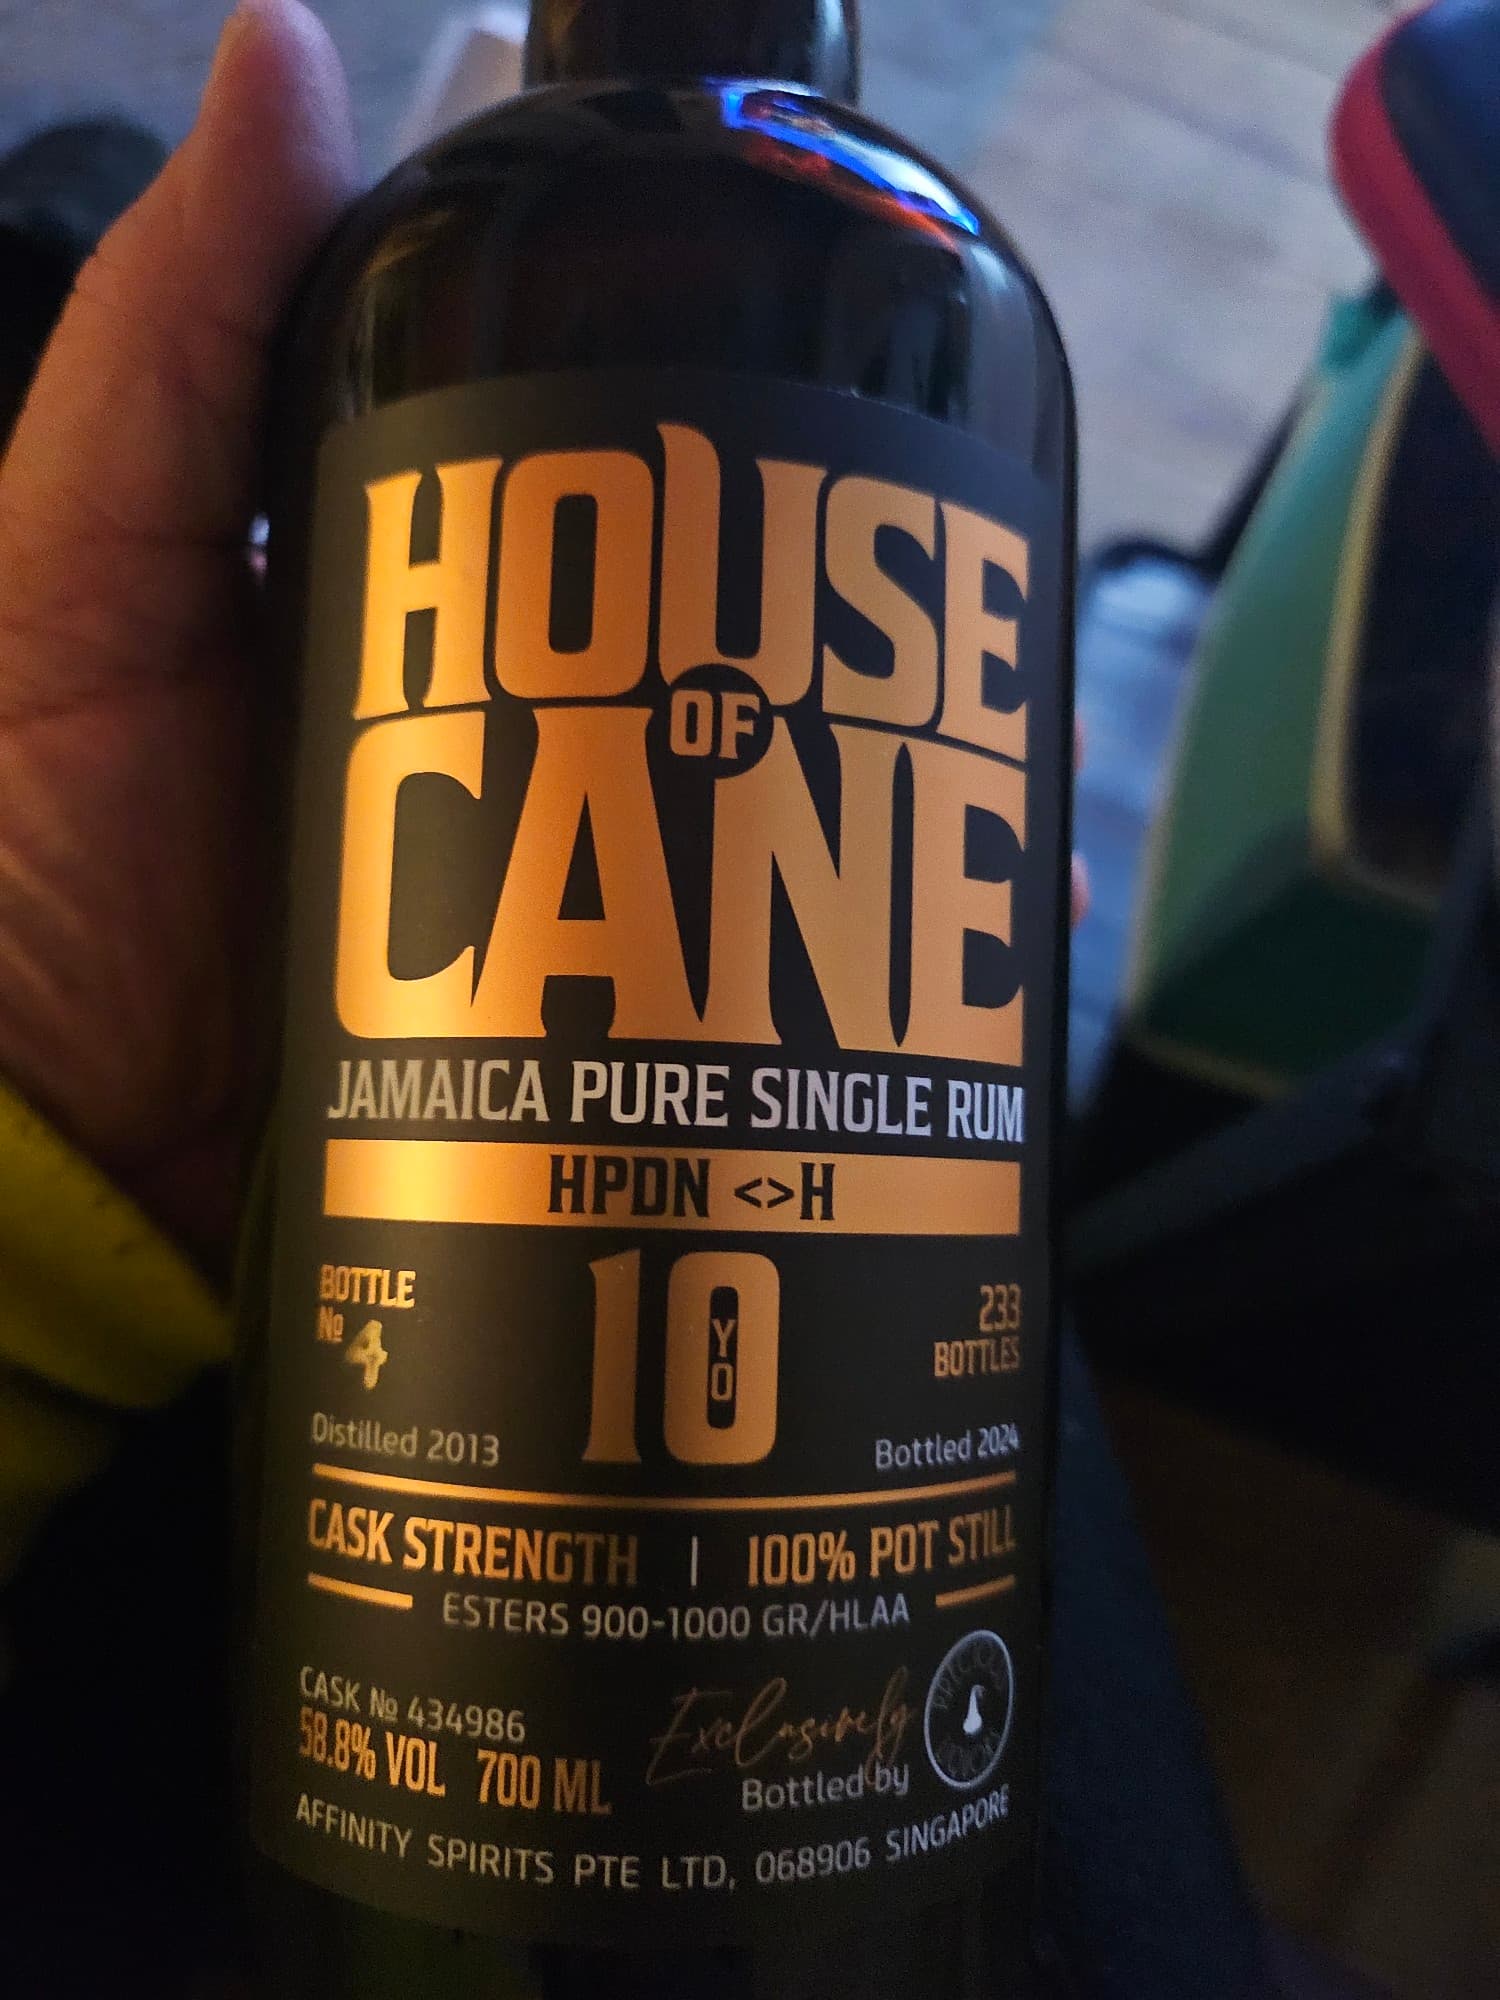 HOUSE
OF
CANE
JAMAICA PURE SINGLE RUM
HPDN <>H
BOTTLE
№ 4
10
YO
233
BOTTLES
Distilled 2013
Bottled 2024
CASK STRENGTH | 100% POT STILL
ESTERS 900-1000 GR/HLAA
CASK № 434986
58.8% VOL 700 ML
Exclusively
Bottled by
PRECIOUS
LIQUORS
AFFINITY SPIRITS PTE LTD, 068906 SINGAPORE